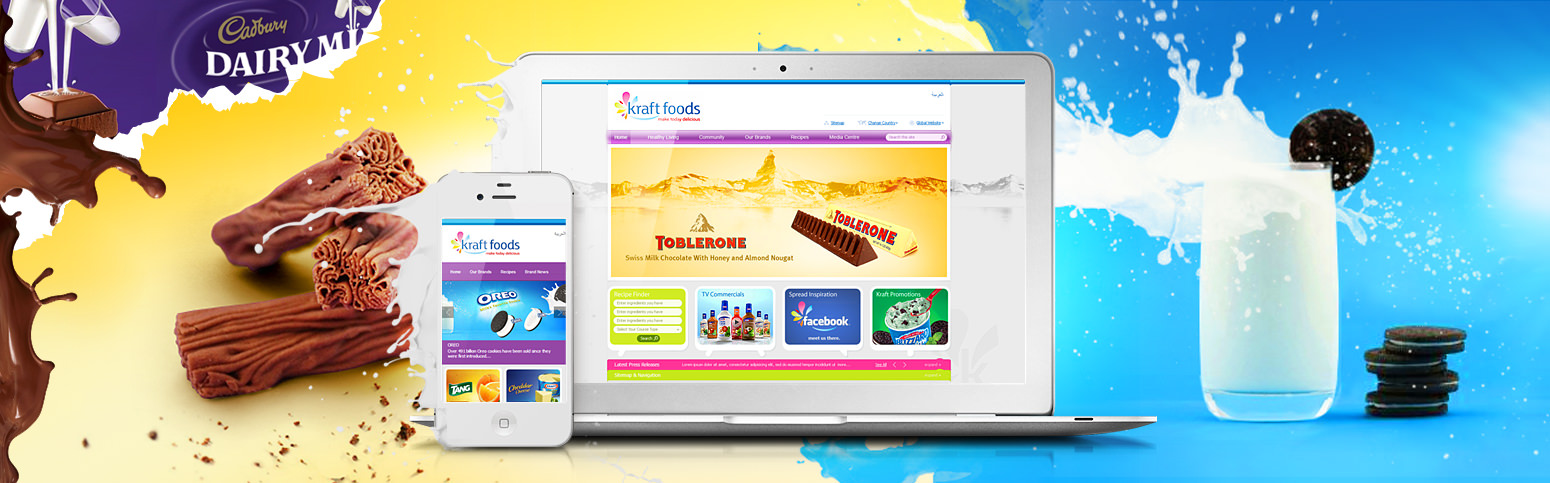 Cadbury
DAIRY MI
kraft foods
make today delicious
العربية
Sitemap
Change Country
Global Website
Home
Healthy Living
Community
Our Brands
Recipes
Media Centre
Search the site
TOBLERONE
Swiss Milk Chocolate With Honey and Almond Nougat
TOBLERONE
Recipe Finder
Enter ingredients you have
Enter ingredients you have
Enter ingredients you have
Select Your Course Type
Search
TV Commercials
Spread Inspiration
facebook
meet us there.
Kraft Promotions
Latest Press Releases
Lorem ipsum dolor sit amet, consectetur adipisicing elit, sed do eiusmod tempor incididunt ut more...
See All
expand
Sitemap & Navigation
expand
العربية
kraft foods
make today delicious
Home
Our Brands
Recipes
Brand News
OREO
OREO
Over 491 billion Oreo cookies have been sold since they
were first introduced...
TANG
Cheddar
Cheese